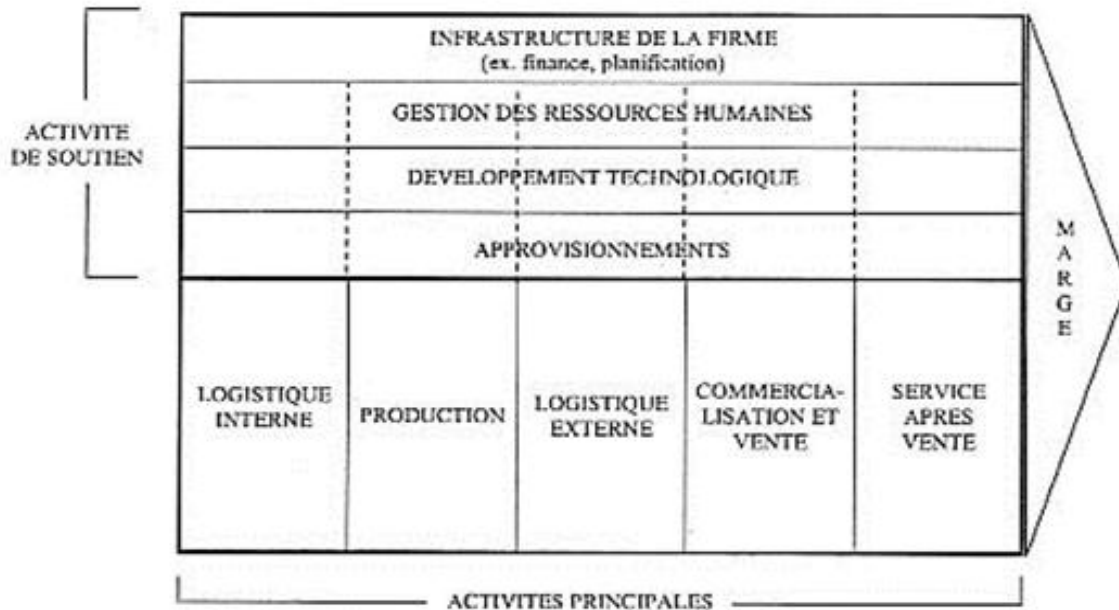 INFRASTRUCTURE DE LA FIRME
(ex. finance, planification)
GESTION DES RESSOURCES HUMAINES
ACTIVITE
DE SOUTIEN
DEVELOPPEMENT TECHNOLOGIQUE
APPROVISIONNEMENTS
MARGE
LOGISTIQUE
INTERNE
PRODUCTION
LOGISTIQUE
EXTERNE
COMMERCIA-
LISATION ET
VENTE
SERVICE
APRES
VENTE
ACTIVITES PRINCIPALES